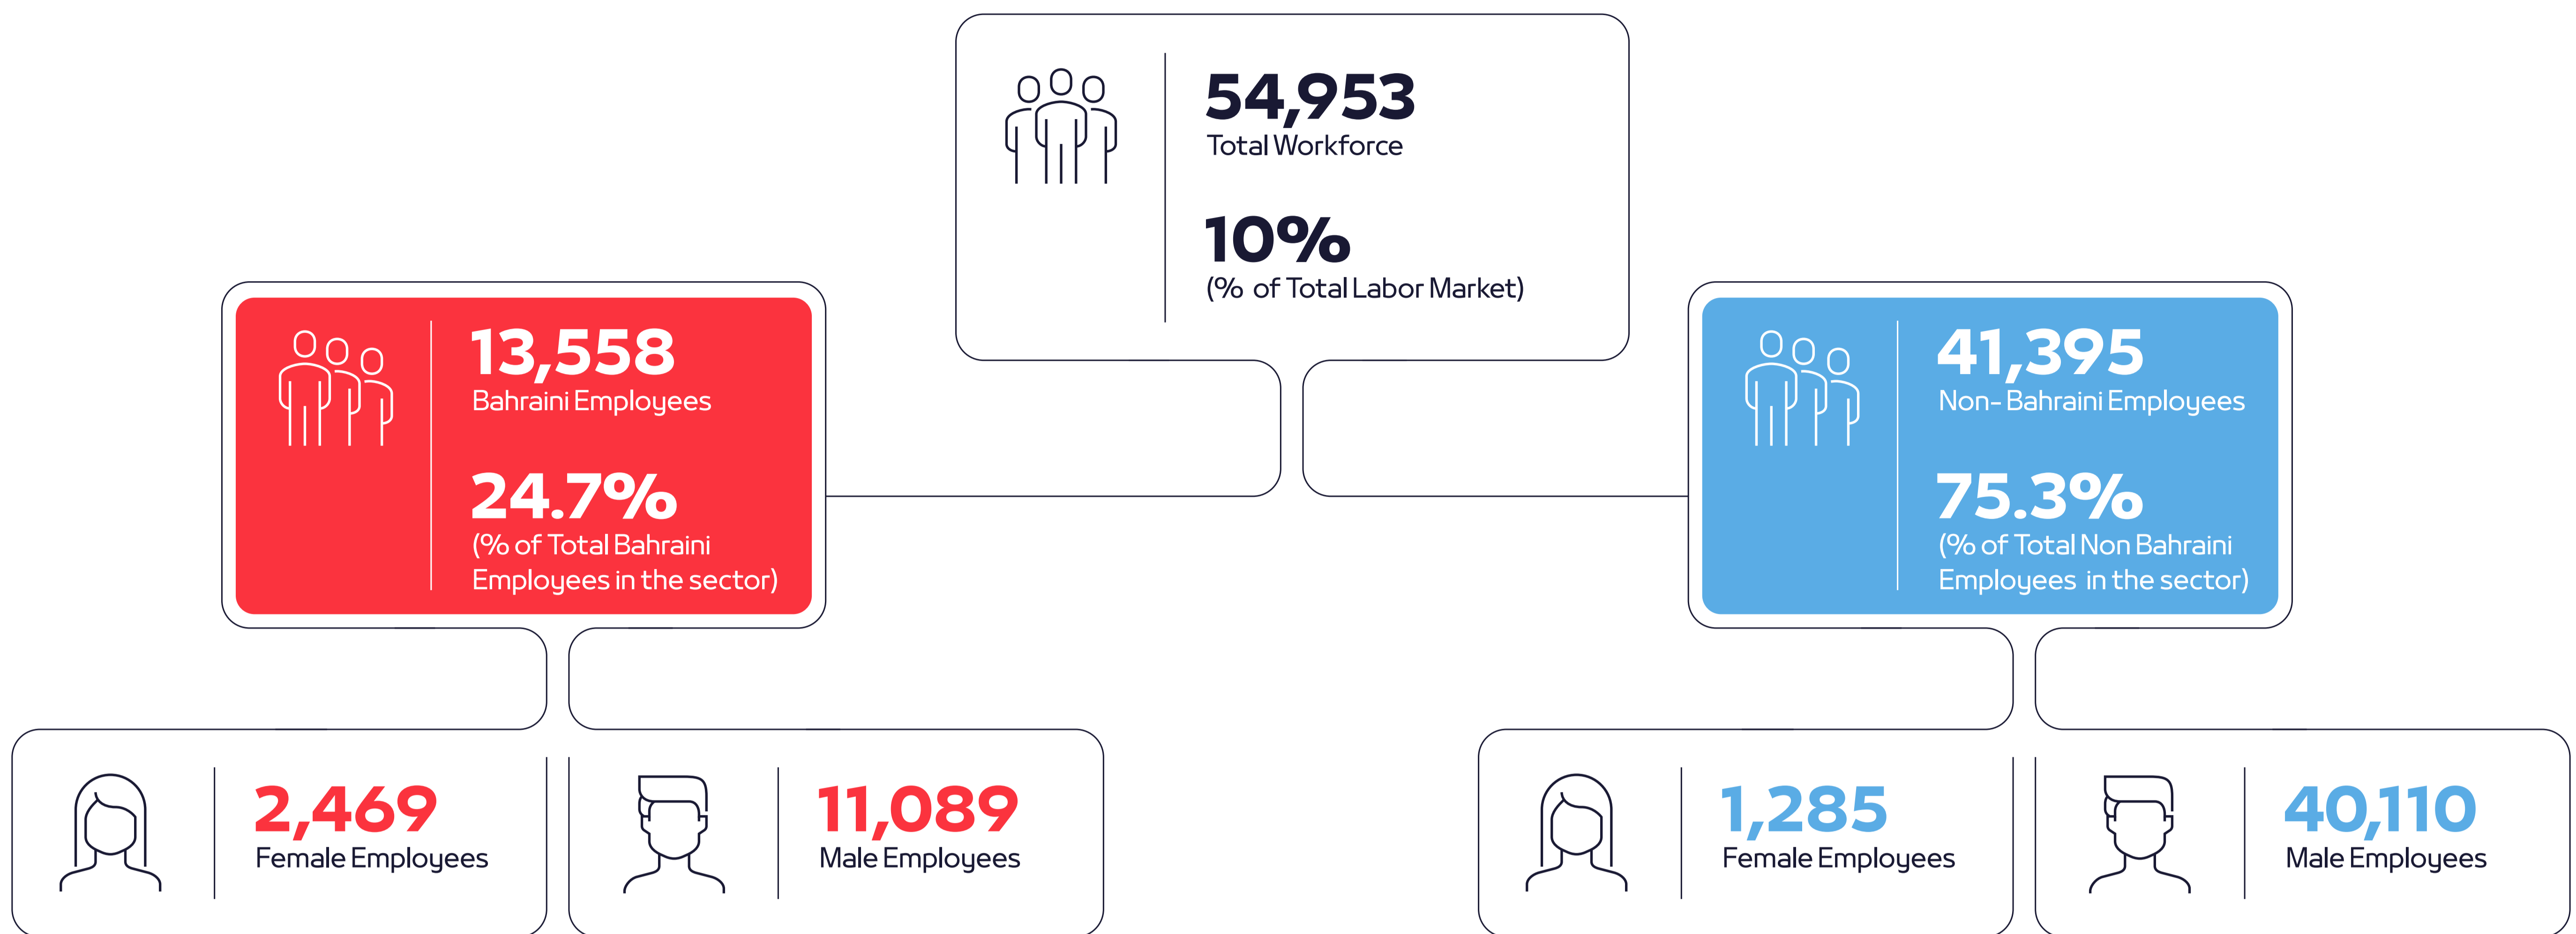 54,953
Total Workforce
10%
(% of Total Labor Market)
13,558
Bahraini Employees
24.7%
(% of Total Bahraini
Employees in the sector)
41,395
Non- Bahraini Employees
75.3%
(% of Total Non Bahraini
Employees in the sector)
2,469
Female Employees
11,089
Male Employees
1,285
Female Employees
40,110
Male Employees